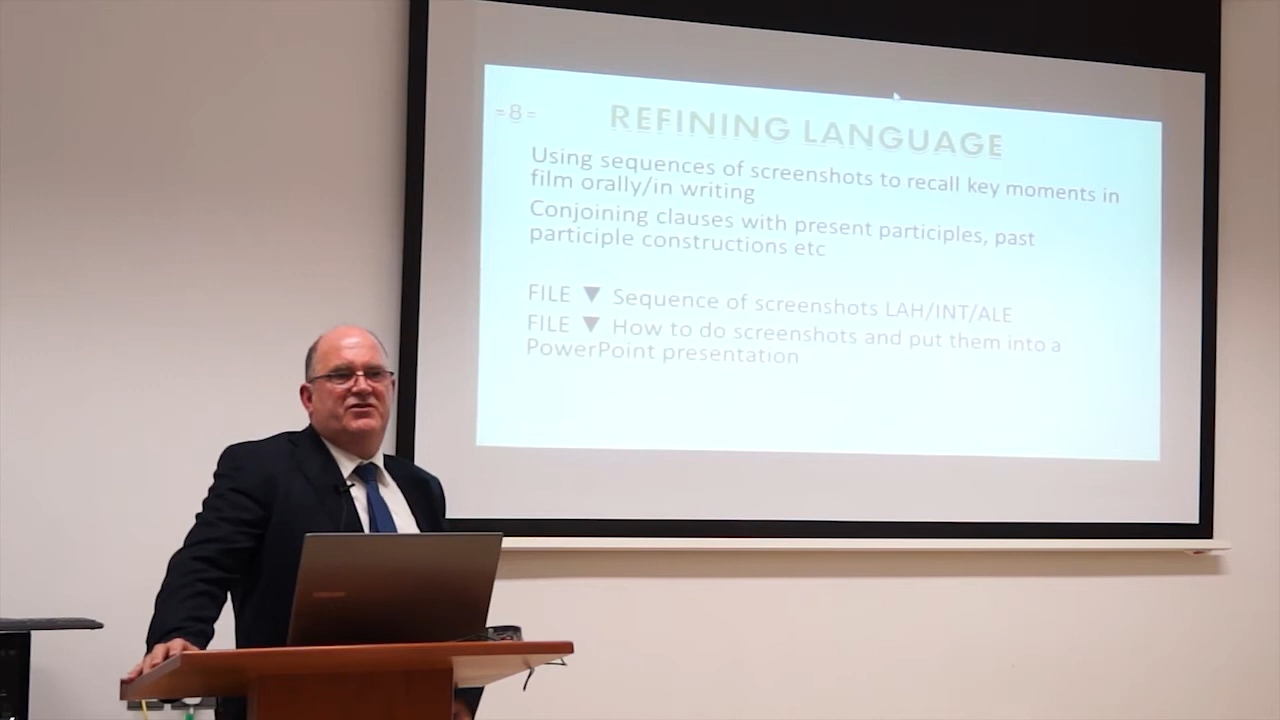 =8=
REFINING LANGUAGE
Using sequences of screenshots to recall key moments in
film orally/in writing
Conjoining clauses with present participles, past
participle constructions etc
FILE ▼ Sequence of screenshots LAH/INT/ALE
FILE ▼ How to do screenshots and put them into a
PowerPoint presentation